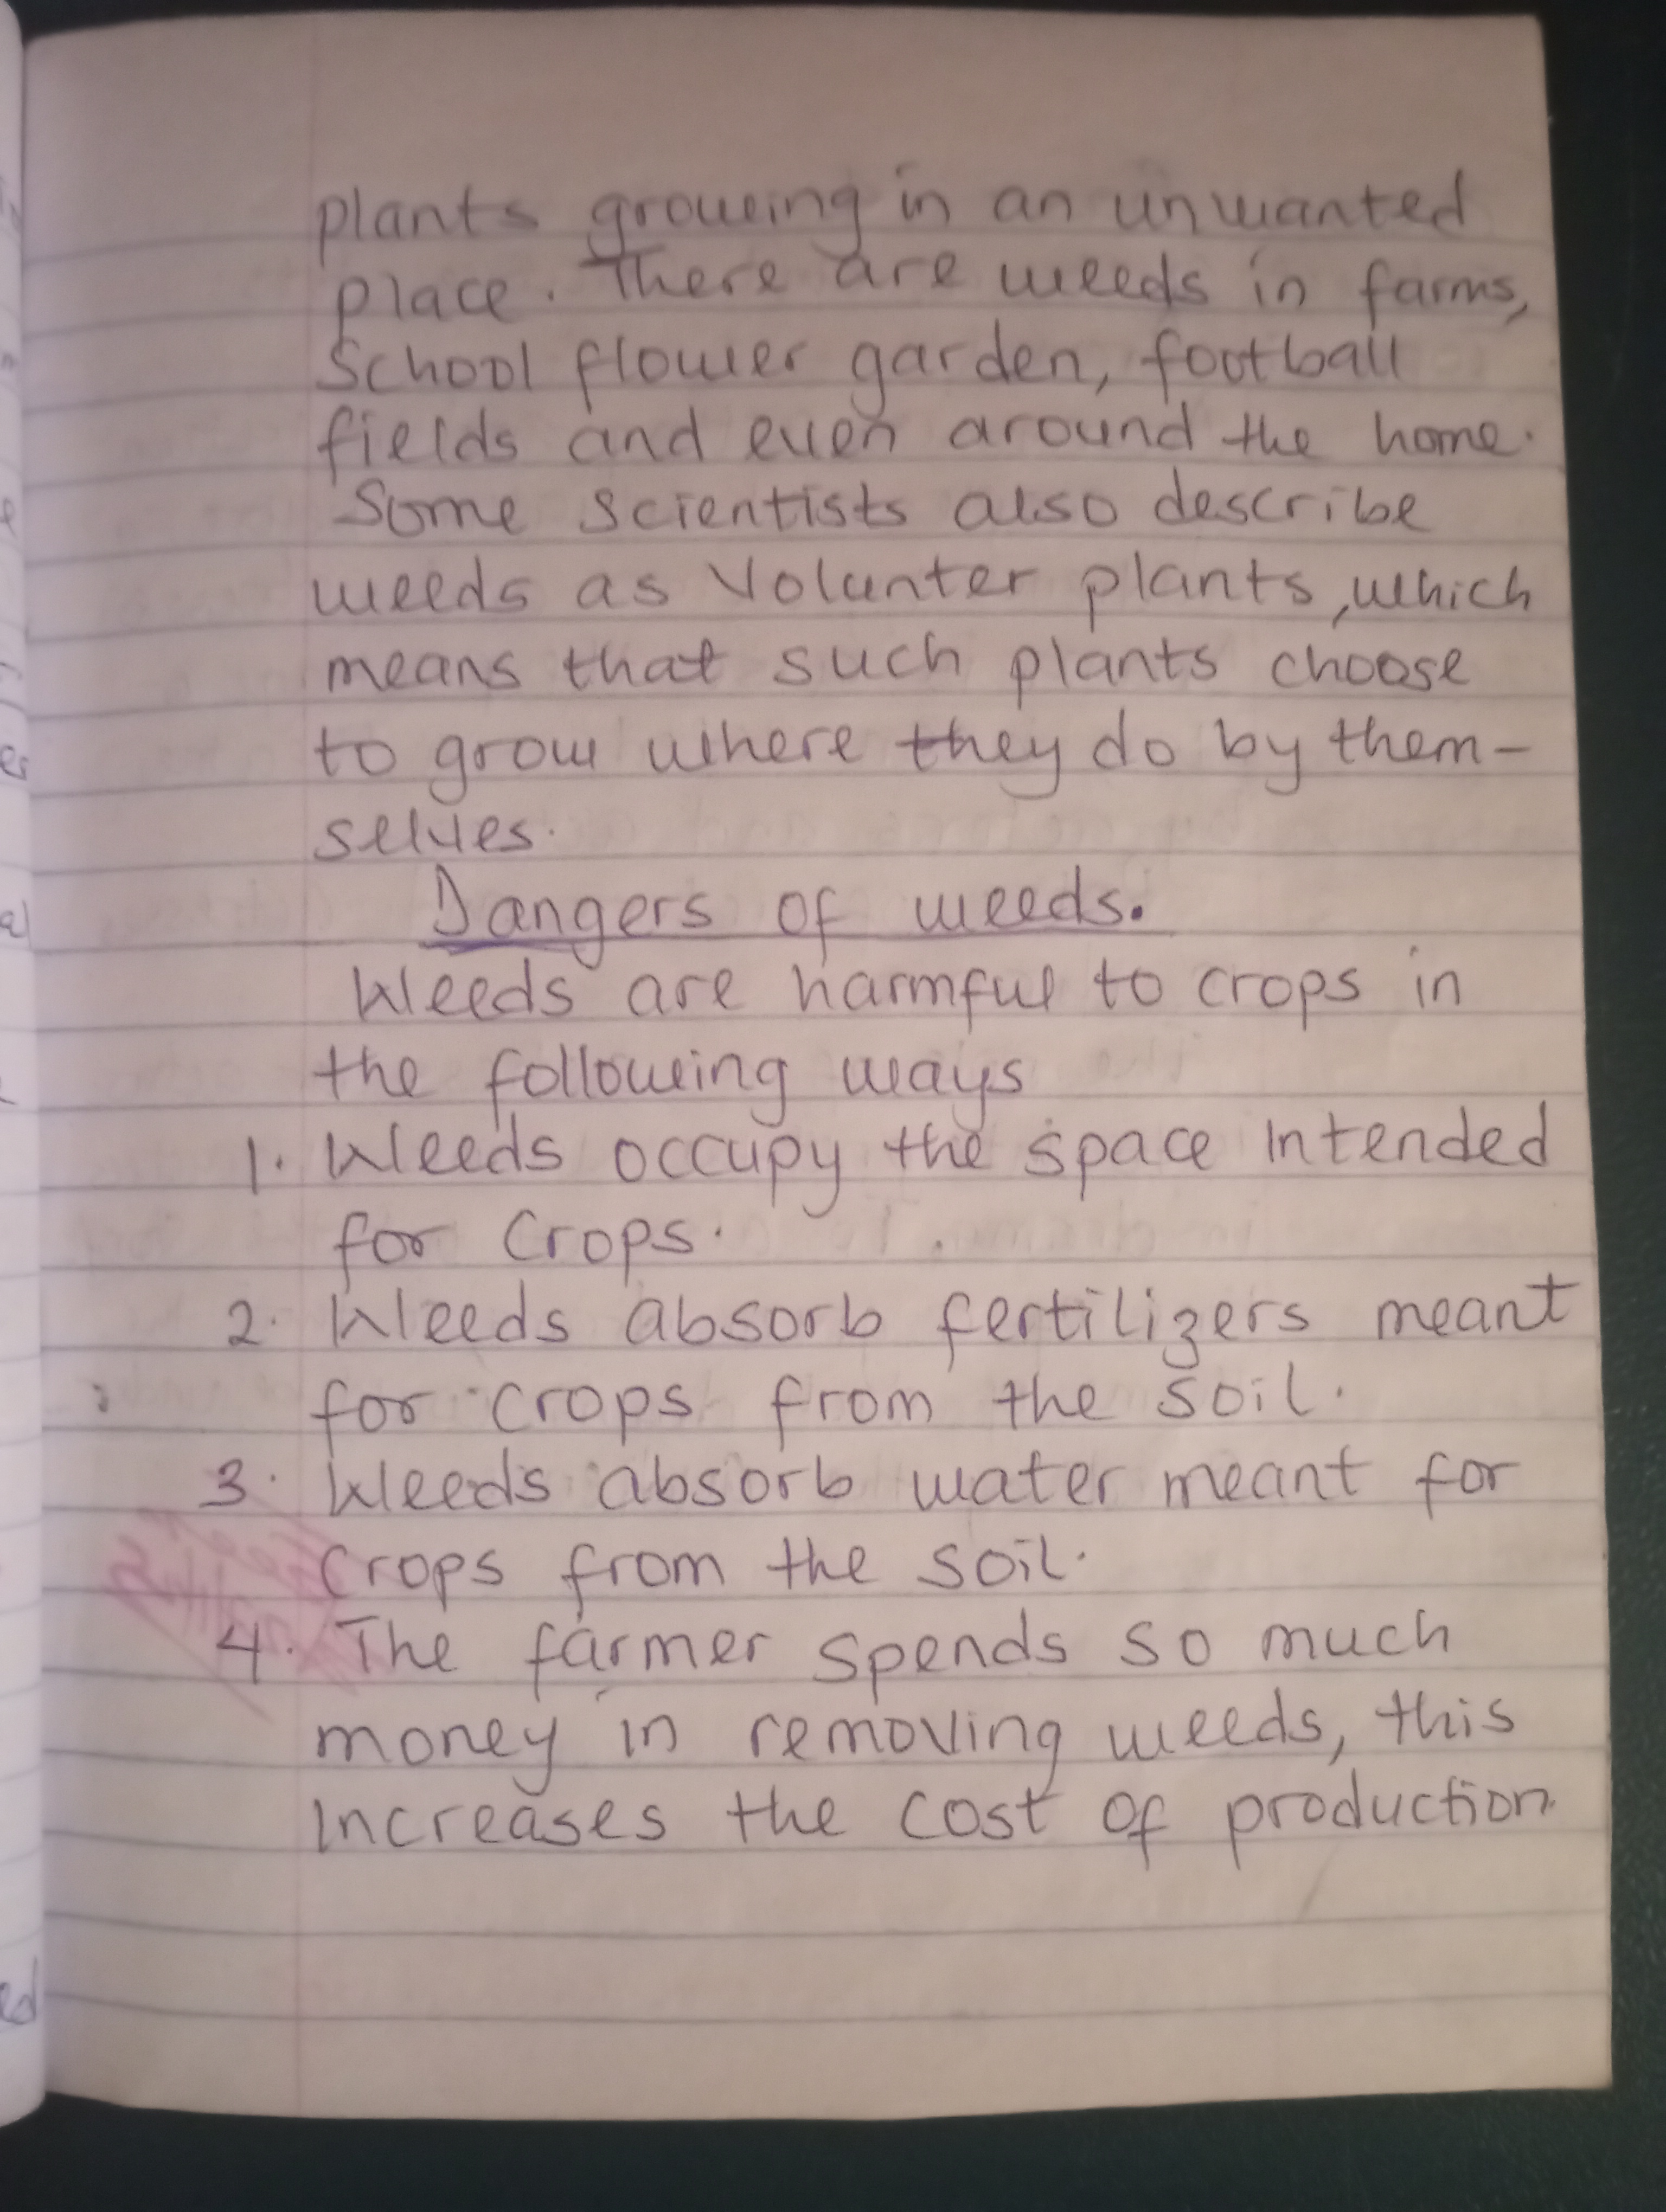 plants growing in an unwanted
place. There are weeds in farms,
School flower garden, football
fields and even around the home.
Some scientists also describe
weeds as Volunter plants, which
means that such plants choose
to grow where they do by them-
selves.
Dangers of weeds.
Weeds are harmful to crops in
the following ways
1. Weeds occupy the space intended
for crops.
2. Weeds absorb fertilizers meant
for crops from the soil.
3. Weeds absorb water meant for
crops from the soil.
4. The farmer spends so much
money in removing weeds, this
increases the cost of production.